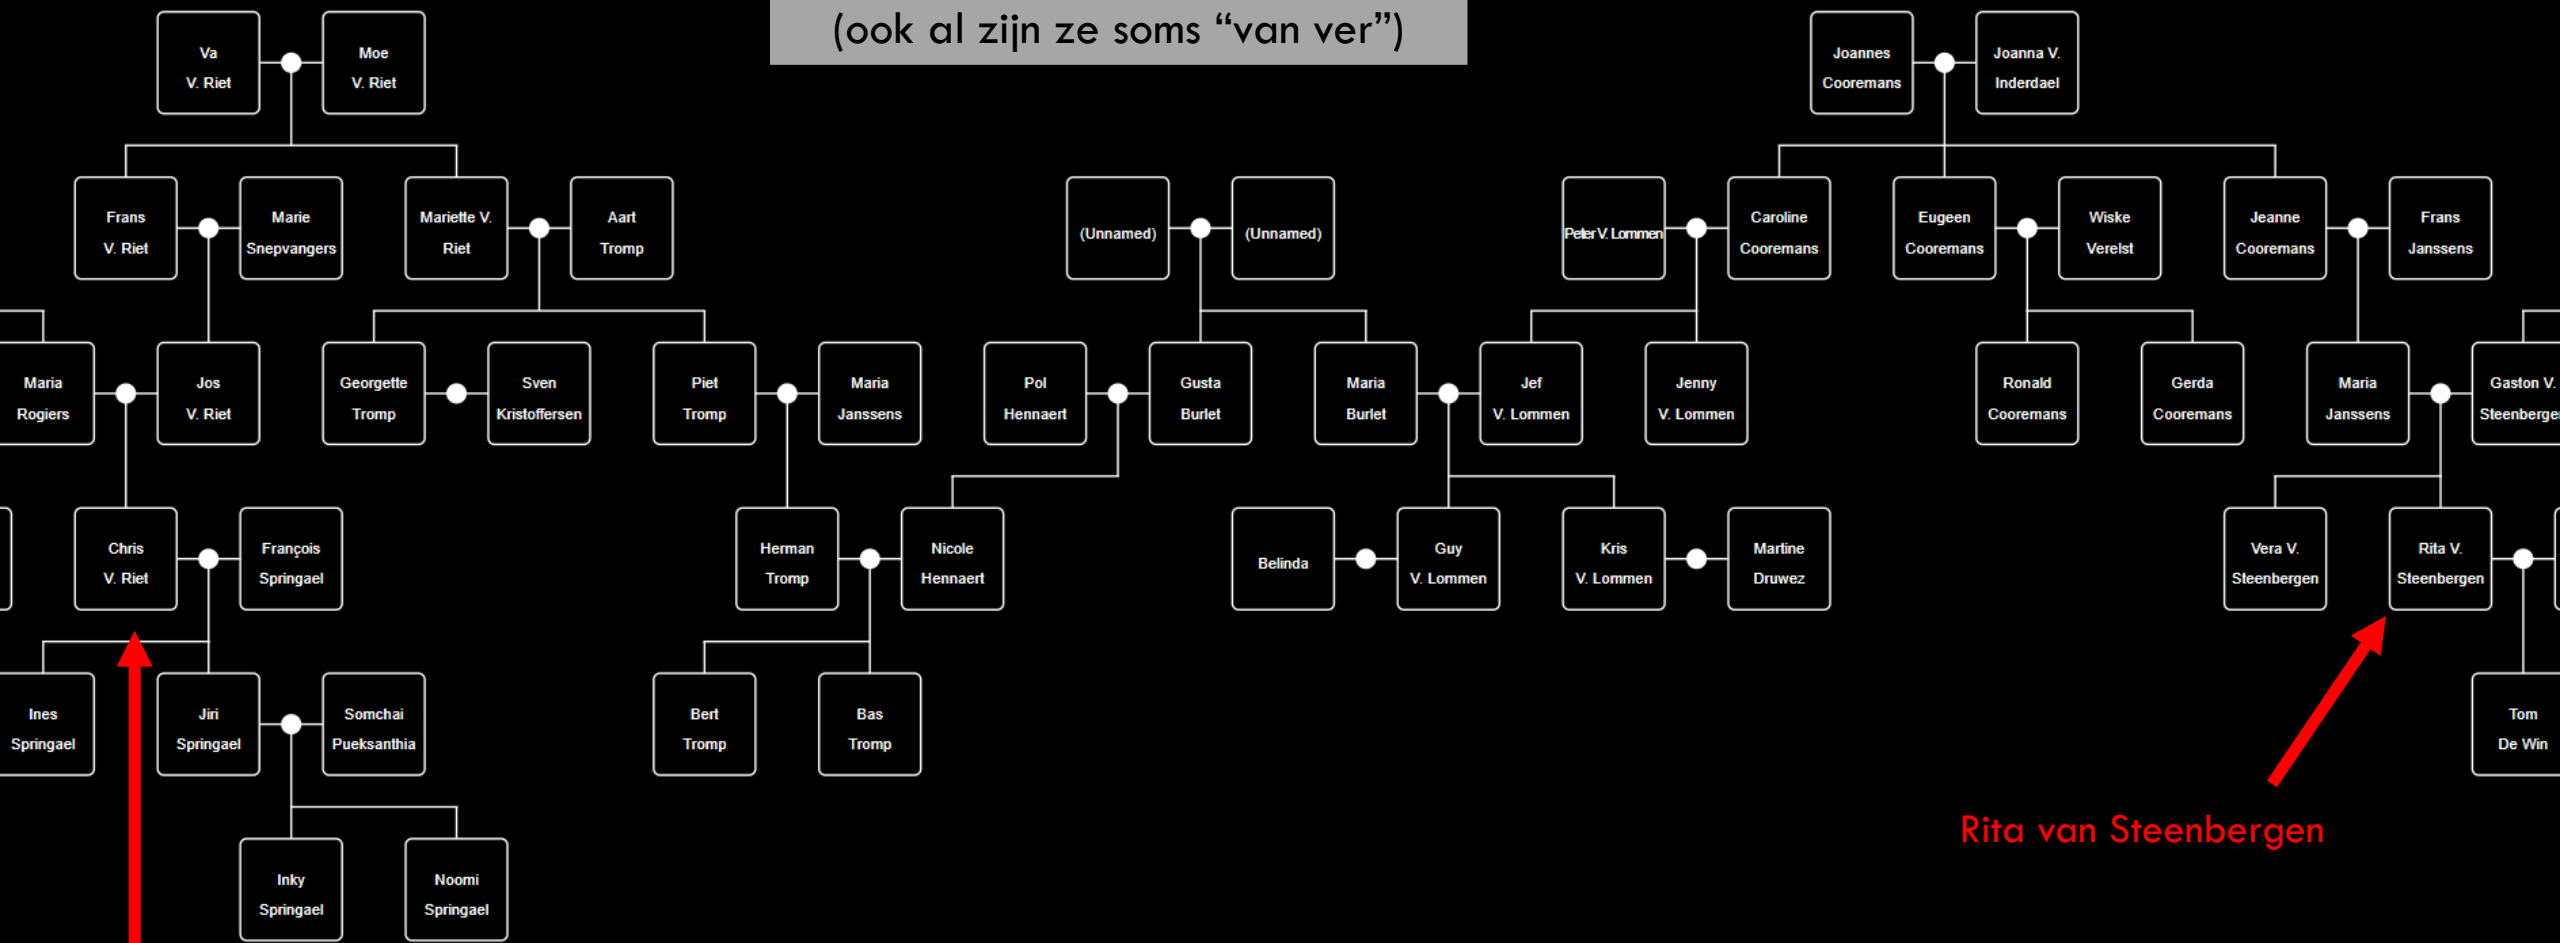 (ook al zijn ze soms “van ver”)
Va
V. Riet
Moe
V. Riet
Joannes
Cooremans
Joanna V.
Inderdael
Frans
V. Riet
Marie
Snepvangers
Mariette V.
Riet
Aart
Tromp
(Unnamed)
(Unnamed)
Peter V. Lommen
Caroline
Cooremans
Eugeen
Cooremans
Wiske
Verelst
Jeanne
Cooremans
Frans
Janssens
Maria
Rogiers
Jos
V. Riet
Georgette
Tromp
Sven
Kristoffersen
Piet
Tromp
Maria
Janssens
Pol
Hennaert
Gusta
Burlet
Maria
Burlet
Jef
V. Lommen
Jenny
V. Lommen
Ronald
Cooremans
Gerda
Cooremans
Maria
Janssens
Gaston V.
Steenberge
Chris
V. Riet
François
Springael
Herman
Tromp
Nicole
Hennaert
Belinda
Guy
V. Lommen
Kris
V. Lommen
Martine
Druwez
Vera V.
Steenbergen
Rita V.
Steenbergen
Ines
Springael
Jiri
Springael
Somchai
Pueksanthia
Bert
Tromp
Bas
Tromp
Tom
De Win
Rita van Steenbergen
Inky
Springael
Noomi
Springael